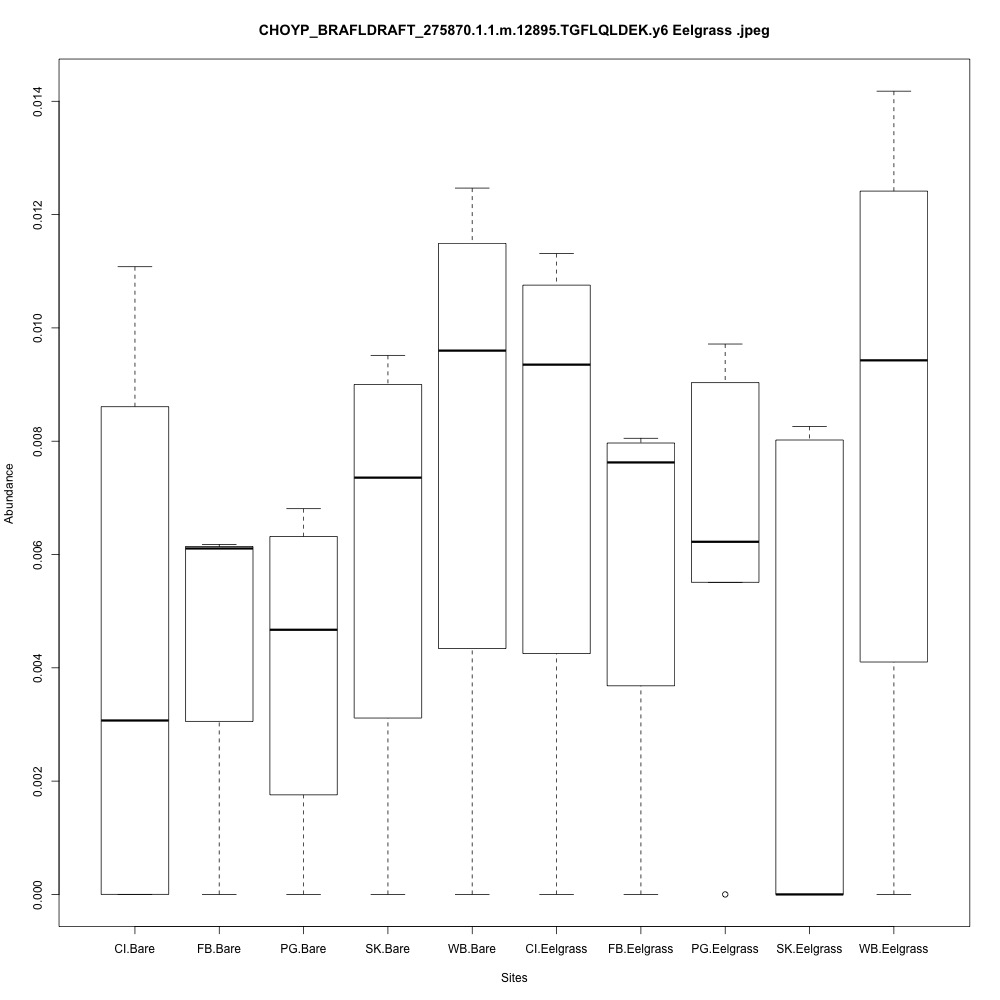 CHOYP_BRAFLDRAFT_275870.1.1.m.12895.TGFLQLDEK.y6 Eelgrass .jpeg
0.014
0.012
0.010
0.008
0.006
0.004
0.002
0.000
Abundance
CI.Bare FB.Bare PG.Bare SK.Bare WB.Bare CI.Eelgrass FB.Eelgrass PG.Eelgrass SK.Eelgrass WB.Eelgrass
Sites